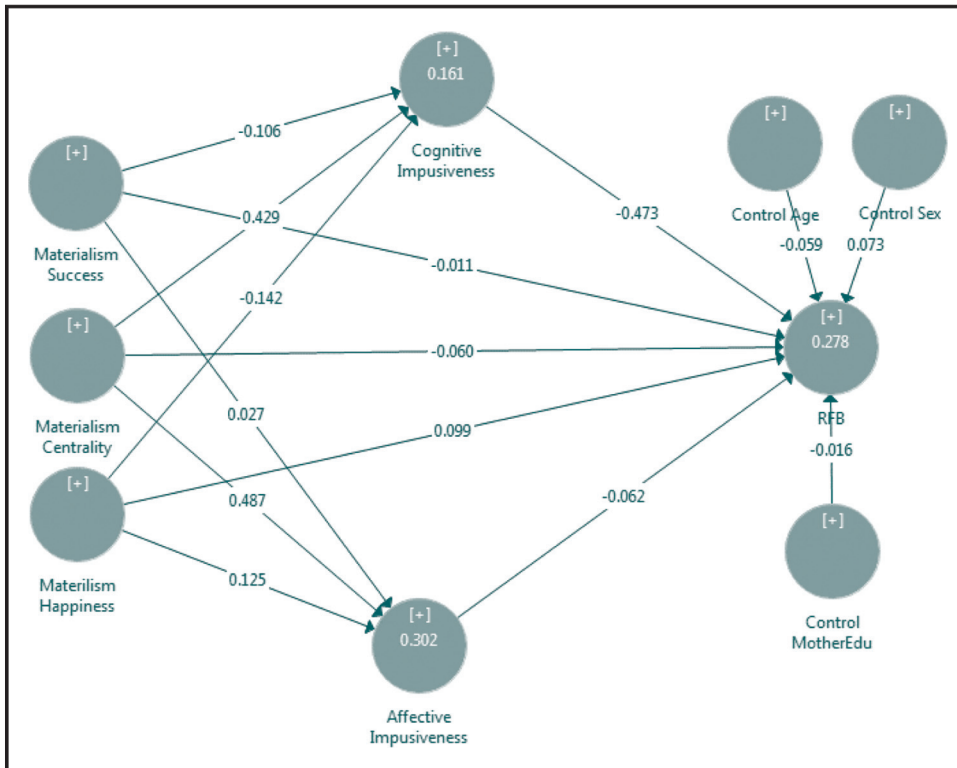 [+]
0.161
Cognitive
Impusiveness
[+]
Control Age
[+]
Control Sex
-0.106
[+]
Materialism
Success
0.429
-0.473
-0.011
-0.059
0.073
-0.142
[+]
Materialism
Centrality
-0.060
[+]
0.278
RFB
0.027
0.099
-0.016
[+]
Materilism
Happiness
0.487
-0.062
0.125
[+]
Control
MotherEdu
[+]
0.302
Affective
Impusiveness